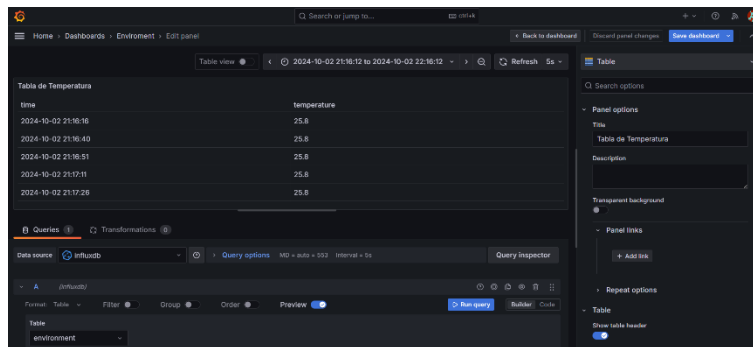 Search or jump to... ctrl+k
Home › Dashboards › Enviroment › Edit panel
Back to dashboard Discard panel changes Save dashboard
Table view 2024-10-02 21:16:12 to 2024-10-02 22:16:12 Refresh 5s
Table
Tabla de Temperatura
time temperature
2024-10-02 21:16:16 25.8
2024-10-02 21:16:40 25.8
2024-10-02 21:16:51 25.8
2024-10-02 21:17:11 25.8
2024-10-02 21:17:26 25.8
Queries 1 Transformations 0
Data source influxdb Query options MD = auto = 552 Interval = 5s Query inspector
A (influxdb)
Format: Table Filter Group Order Preview Run query Builder Code
Table
environment
Search options
Panel options
Title
Tabla de Temperatura
Description
Transparent background
Panel links
+ Add link
Repeat options
Table
Show table header